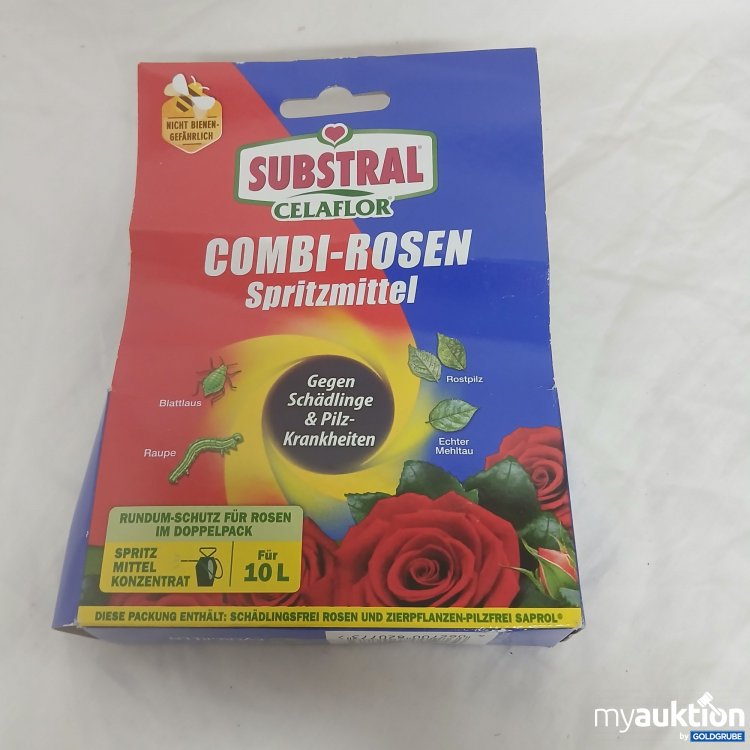 NICHT BIENEN-
GEFÄHRLICH
SUBSTRAL®
CELAFLOR®
COMBI-ROSEN
Spritzmittel
Gegen
Schädlinge
& Pilz-
Krankheiten
Blattlaus
Raupe
Rostpilz
Echter
Mehltau
RUNDUM-SCHUTZ FÜR ROSEN
IM DOPPELPACK
SPRITZ
MITTEL
KONZENTRAT
Für
10 L
DIESE PACKUNG ENTHÄLT: SCHÄDLINGSFREI ROSEN UND ZIERPFLANZEN-PILZFREI SAPROL®
myauktion
by GOLDGRUBE